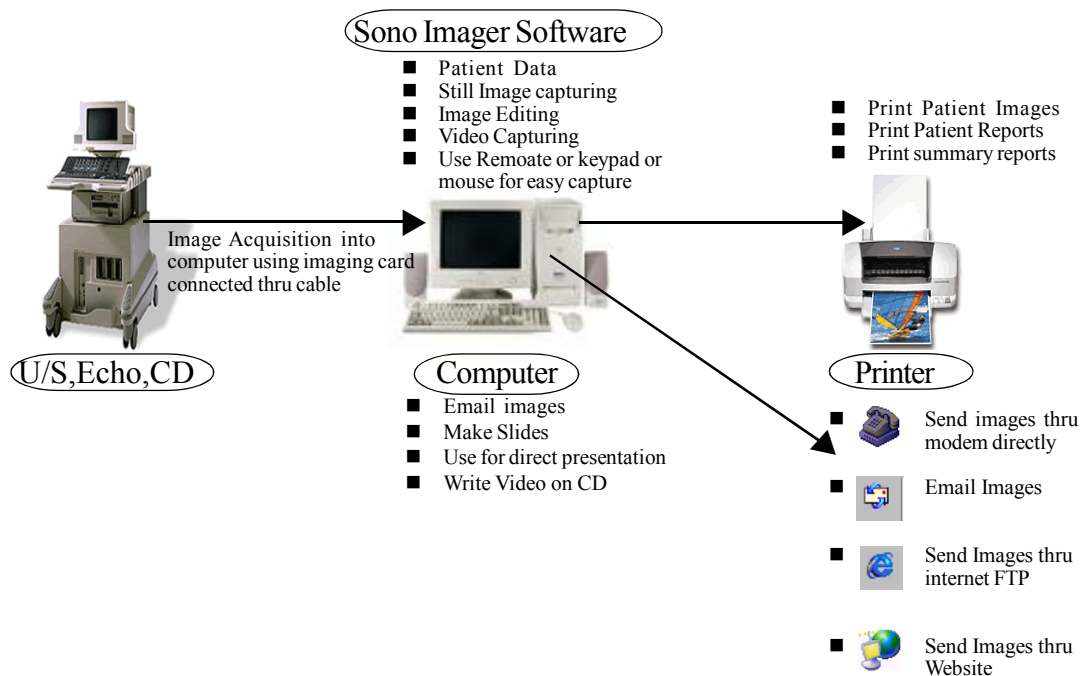 Sono Imager Software
Patient Data
Still Image capturing
Image Editing
Video Capturing
Use Remoate or keypad or
mouse for easy capture
Print Patient Images
Print Patient Reports
Print summary reports
Image Acquisition into
computer using imaging card
connected thru cable
U/S,Echo,CD
Computer
Email images
Make Slides
Use for direct presentation
Write Video on CD
Printer
Send images thru
modem directly
Email Images
Send Images thru
internet FTP
Send Images thru
Website